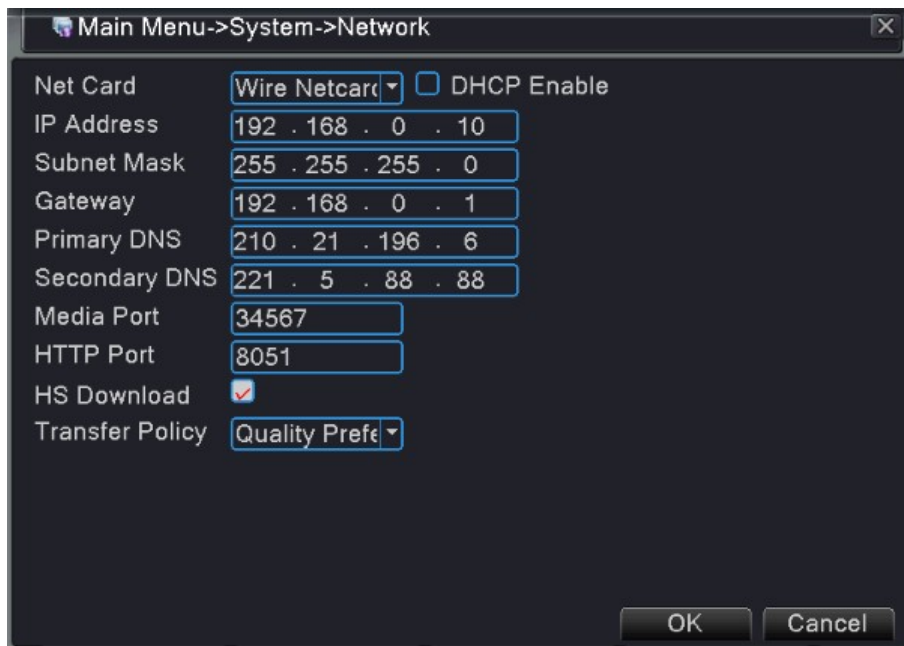 Main Menu->System->Network
Net Card Wire Netcard DHCP Enable
IP Address 192 . 168 . 0 . 10
Subnet Mask 255 . 255 . 255 . 0
Gateway 192 . 168 . 0 . 1
Primary DNS 210 . 21 . 196 . 6
Secondary DNS 221 . 5 . 88 . 88
Media Port 34567
HTTP Port 8051
HS Download
Transfer Policy Quality Prefe
OK Cancel